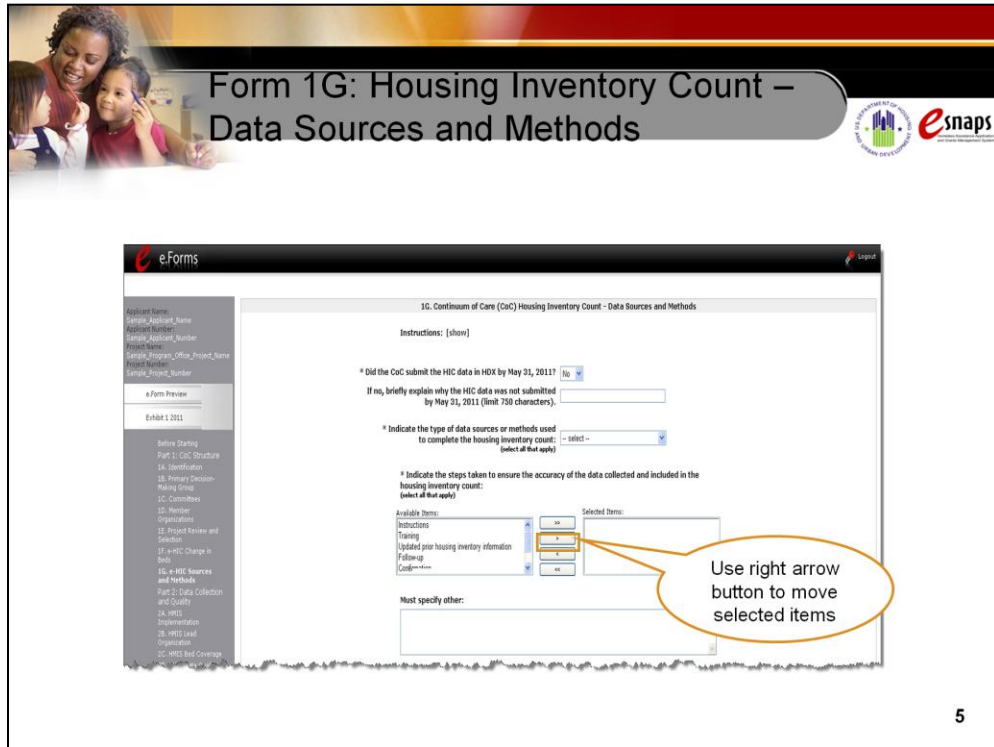 Form 1G: Housing Inventory Count –
Data Sources and Methods
US DEPARTMENT OF HOUSING AND URBAN DEVELOPMENT
esnaps
e e.Forms
Logout
Applicant Name:
Sample_Applicant_Name
Applicant Number:
Sample_Applicant_Number
Project Name:
Sample_Program_Office_Project_Name
Project Number:
Sample_Project_Number
e.Form Preview
Exhibit 1 2011
Before Starting
Part 1: CoC Structure
1A. Identification
1B. Primary Decision-
Making Group
1C. Committees
1D. Member
Organizations
1E. Project Review and
Selection
1F. e-HIC Change in
Beds
1G. e-HIC Sources
and Methods
Part 2: Data Collection
and Quality
2A. HMIS
Implementation
2B. HMIS Lead
Organization
2C. HMIS Bed Coverage
1G. Continuum of Care (CoC) Housing Inventory Count - Data Sources and Methods
Instructions: [show]
* Did the CoC submit the HIC data in HDX by May 31, 2011? No
If no, briefly explain why the HIC data was not submitted
by May 31, 2011 (limit 750 characters).
* Indicate the type of data sources or methods used
to complete the housing inventory count: -- select --
(select all that apply)
* Indicate the steps taken to ensure the accuracy of the data collected and included in the
housing inventory count:
(select all that apply)
Available Items:
Instructions
Training
Updated prior housing inventory information
Follow-up
Confirmation
>>
>
<
<<
Selected Items:
Must specify other:
Use right arrow
button to move
selected items
5